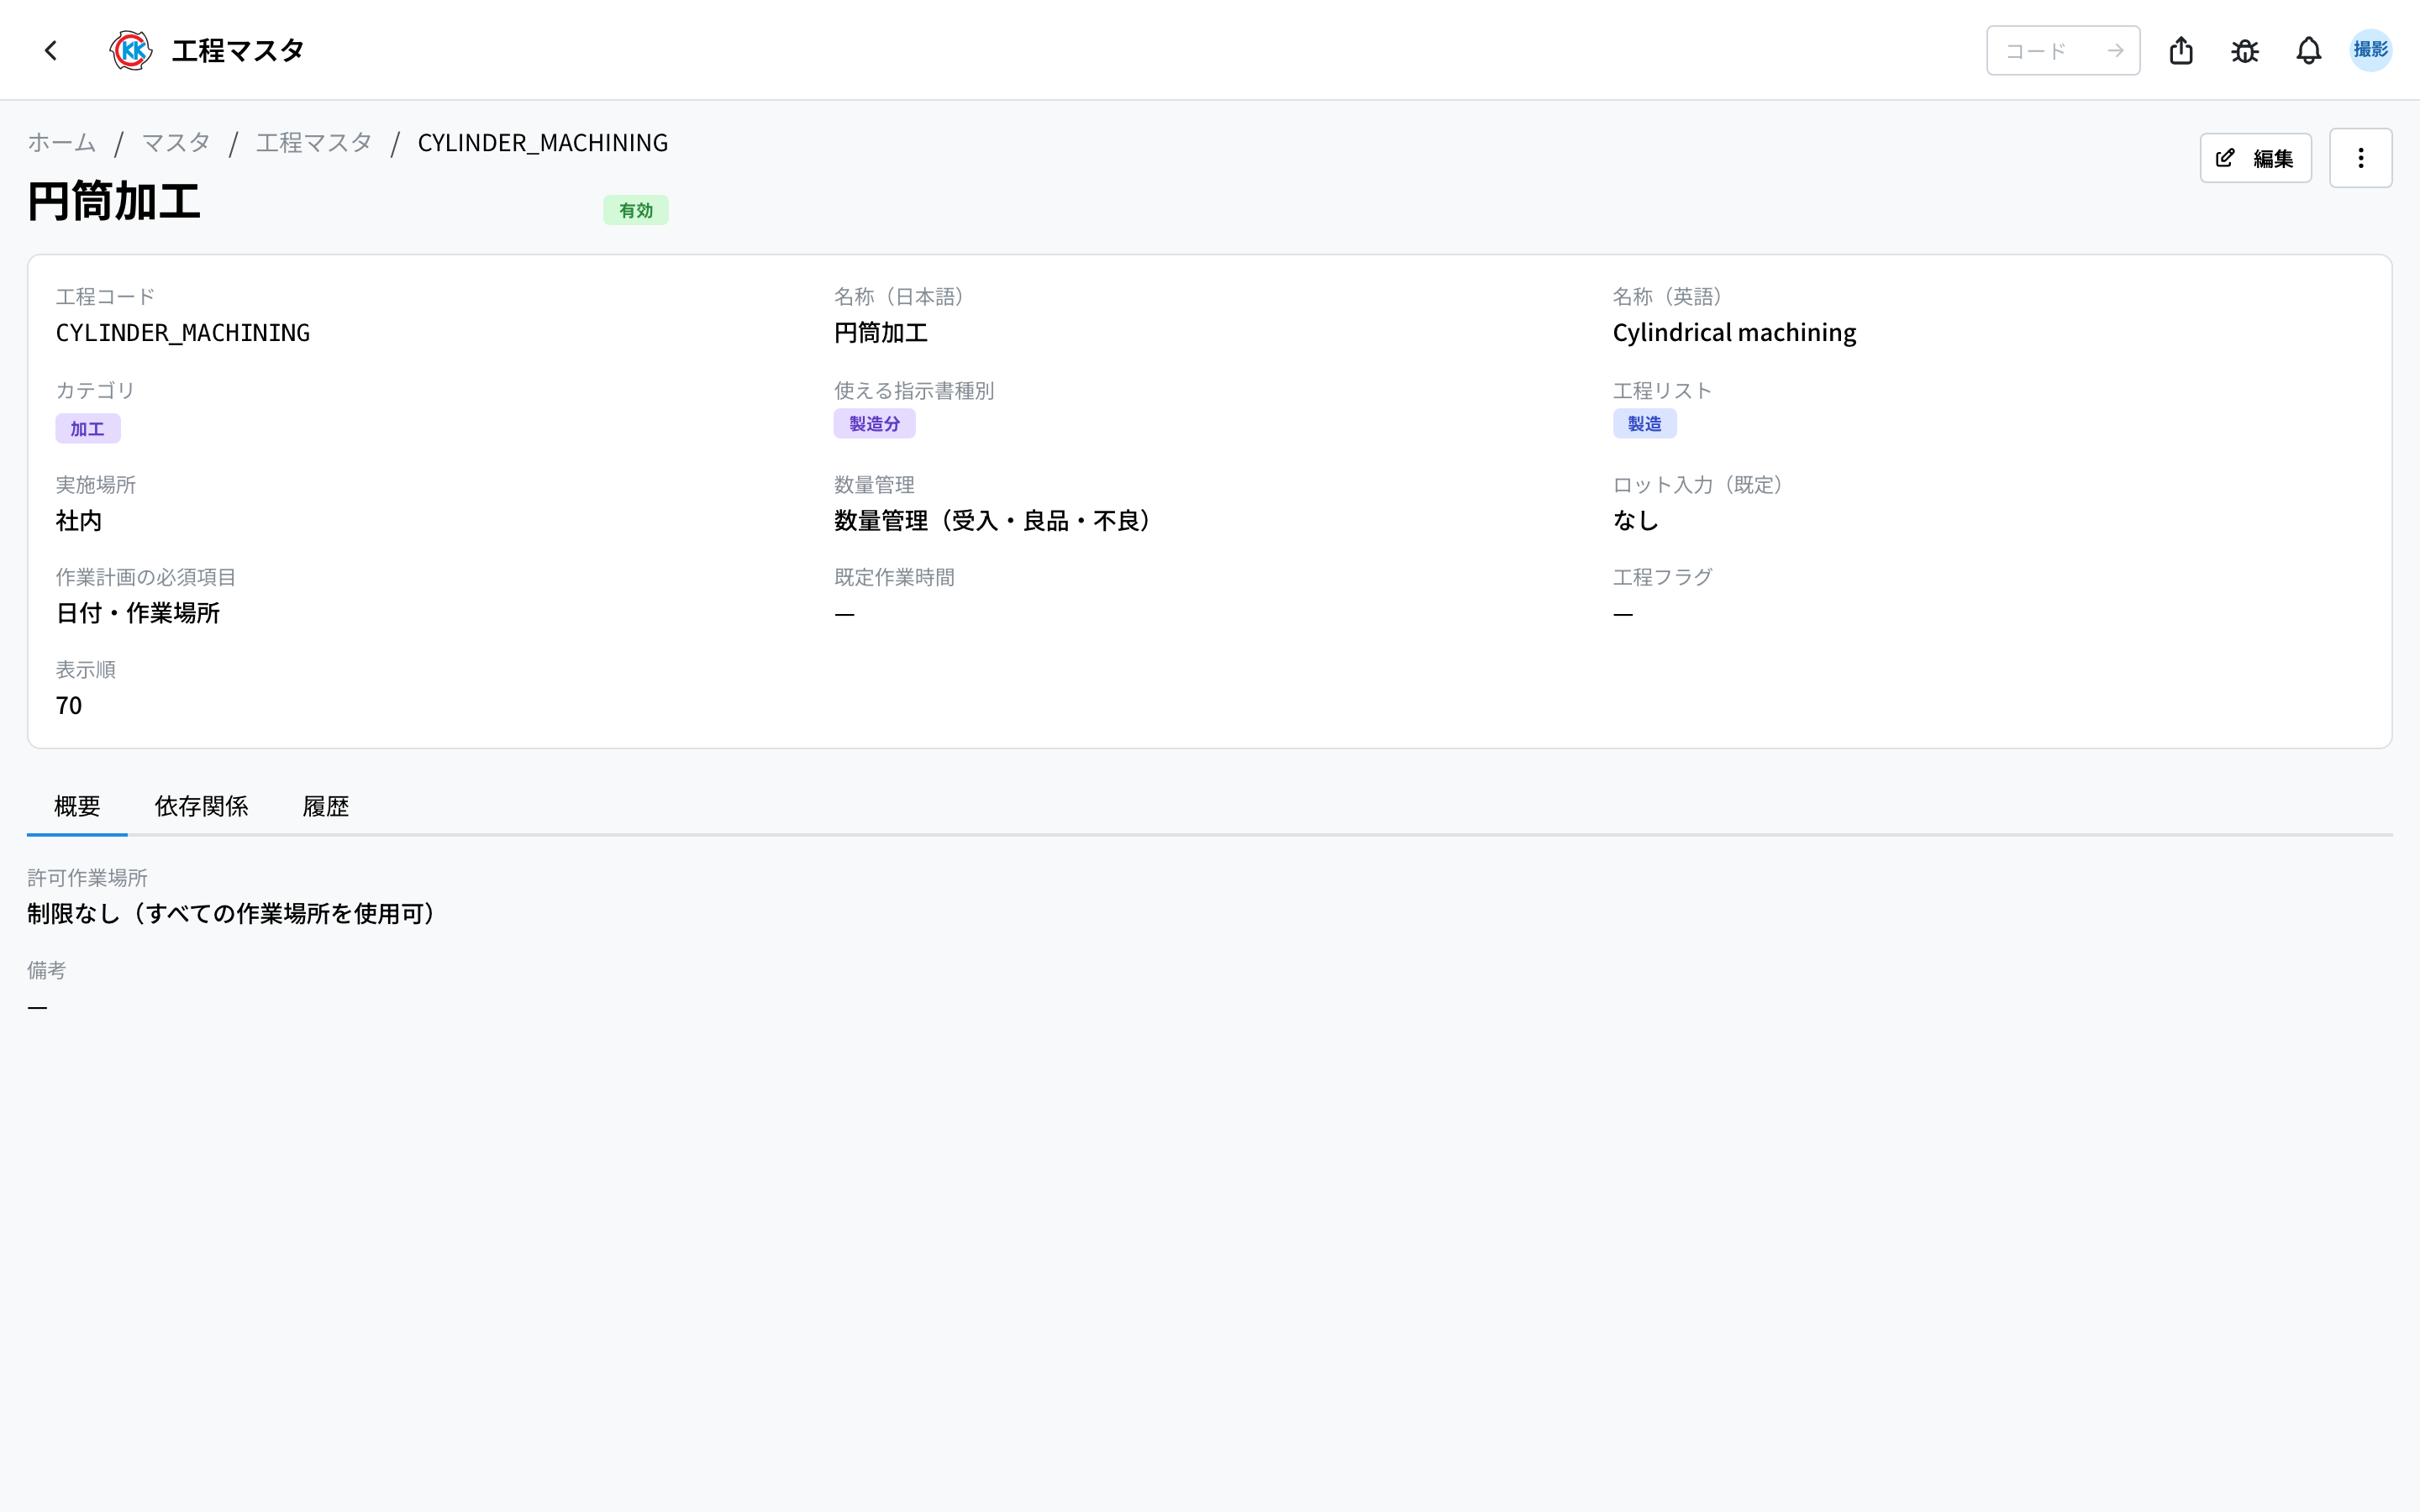 KK 工程マスタ
コード
撮影
ホーム / マスタ / 工程マスタ / CYLINDER_MACHINING
編集
円筒加工
有効
工程コード
CYLINDER_MACHINING
名称（日本語）
円筒加工
名称（英語）
Cylindrical machining
カテゴリ
加工
使える指示書種別
製造分
工程リスト
製造
実施場所
社内
数量管理
数量管理（受入・良品・不良）
ロット入力（既定）
なし
作業計画の必須項目
日付・作業場所
既定作業時間
—
工程フラグ
—
表示順
70
概要 依存関係 履歴
許可作業場所
制限なし（すべての作業場所を使用可）
備考
—